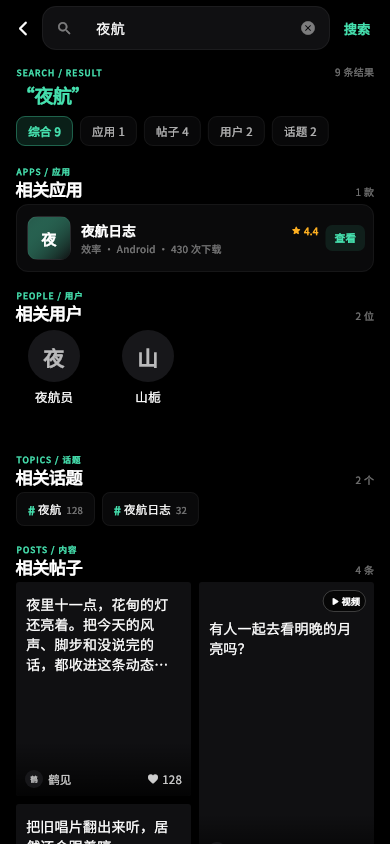 夜航
搜索
SEARCH / RESULT
9 条结果
“夜航”
综合 9
应用 1
帖子 4
用户 2
话题 2
APPS / 应用
相关应用
1 款
夜
夜航日志
★ 4.4
查看
效率 · Android · 430 次下载
PEOPLE / 用户
相关用户
2 位
夜
山
夜航员
山栀
TOPICS / 话题
相关话题
2 个
# 夜航 128
# 夜航日志 32
POSTS / 内容
相关帖子
4 条
夜里十一点，花甸的灯
还亮着。把今天的风
声、脚步和没说完的
话，都收进这条动态…
鹤
鹤见
128
视频
有人一起去看明晚的月
亮吗？
把旧唱片翻出来听，居